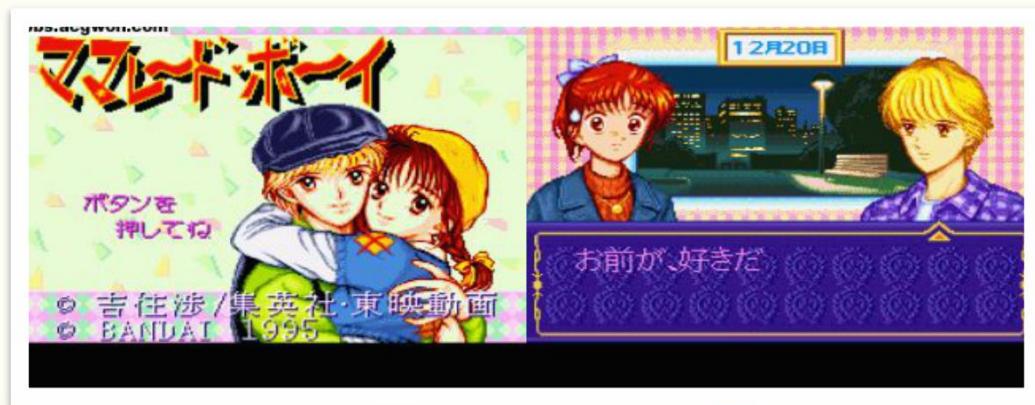 bs.acgwon.com
ママレード・ボーイ
ボタンを
押してね
© 吉住渉/集英社・東映動画
© BANDAI 1995
12月20日
お前が、好きだ